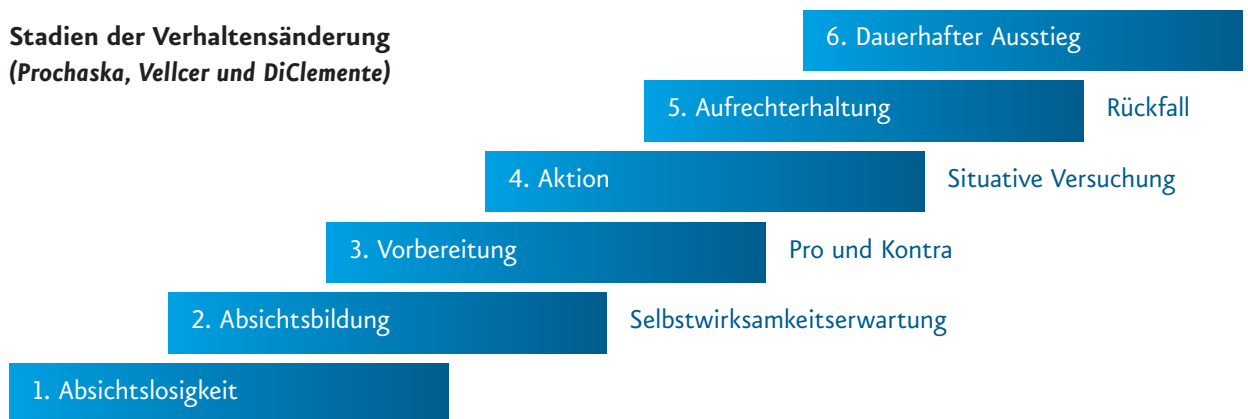 Stadien der Verhaltensänderung
(Prochaska, Vellcer und DiClemente)
6. Dauerhafter Ausstieg
5. Aufrechterhaltung
Rückfall
4. Aktion
Situative Versuchung
3. Vorbereitung
Pro und Kontra
2. Absichtsbildung
Selbstwirksamkeitserwartung
1. Absichtslosigkeit